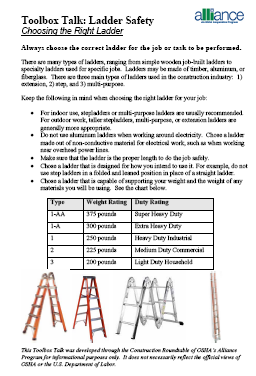 Toolbox Talk: Ladder Safety
Choosing the Right Ladder
alliance
Always choose the correct ladder for the job or task to be performed.
There are many types of ladders, ranging from simple wooden job-built ladders to
specialty ladders used for specific jobs. Ladders may be made of timber, aluminum, or
fiberglass. There are three main types of ladders used in the construction industry: 1)
extension, 2) step, and 3) multi-purpose.
Keep the following in mind when choosing the right ladder for your job:
• For indoor use, stepladders or multi-purpose ladders are usually recommended.
For outdoor work, taller stepladders, multi-purpose, or extension ladders are
generally more appropriate.
• Do not use aluminum ladders when working around electricity. Chose a ladder
made out of non-conductive material for electrical work, such as when working
near overhead power lines.
• Make sure that the ladder is the proper length to do the job safely.
• Chose a ladder that is designed for how you intend to use it. For example, do not
use step ladders in a folded and leaned position in place of a straight ladder.
• Chose a ladder that is capable of supporting your weight and the weight of any
materials you will be using. See the chart below.
Type Weight Rating Duty Rating
1-AA 375 pounds Super Heavy Duty
1-A 300 pounds Extra Heavy Duty
1 250 pounds Heavy Duty Industrial
2 225 pounds Medium Duty Commercial
3 200 pounds Light Duty Household
This Toolbox Talk was developed through the Construction Roundtable of OSHA's Alliance
Program for informational purposes only. It does not necessarily reflect the official views of
OSHA or the U.S. Department of Labor.